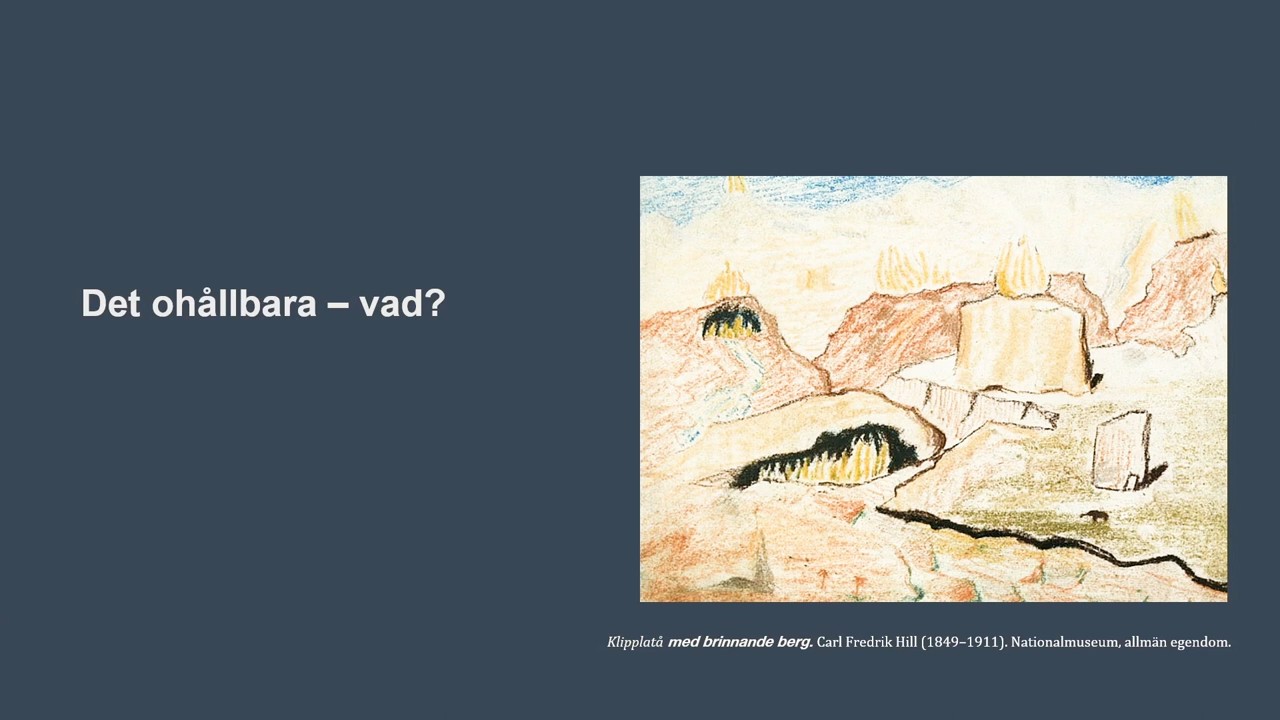 Det ohållbara – vad?
Klipplatå med brinnande berg. Carl Fredrik Hill (1849–1911). Nationalmuseum, allmän egendom.